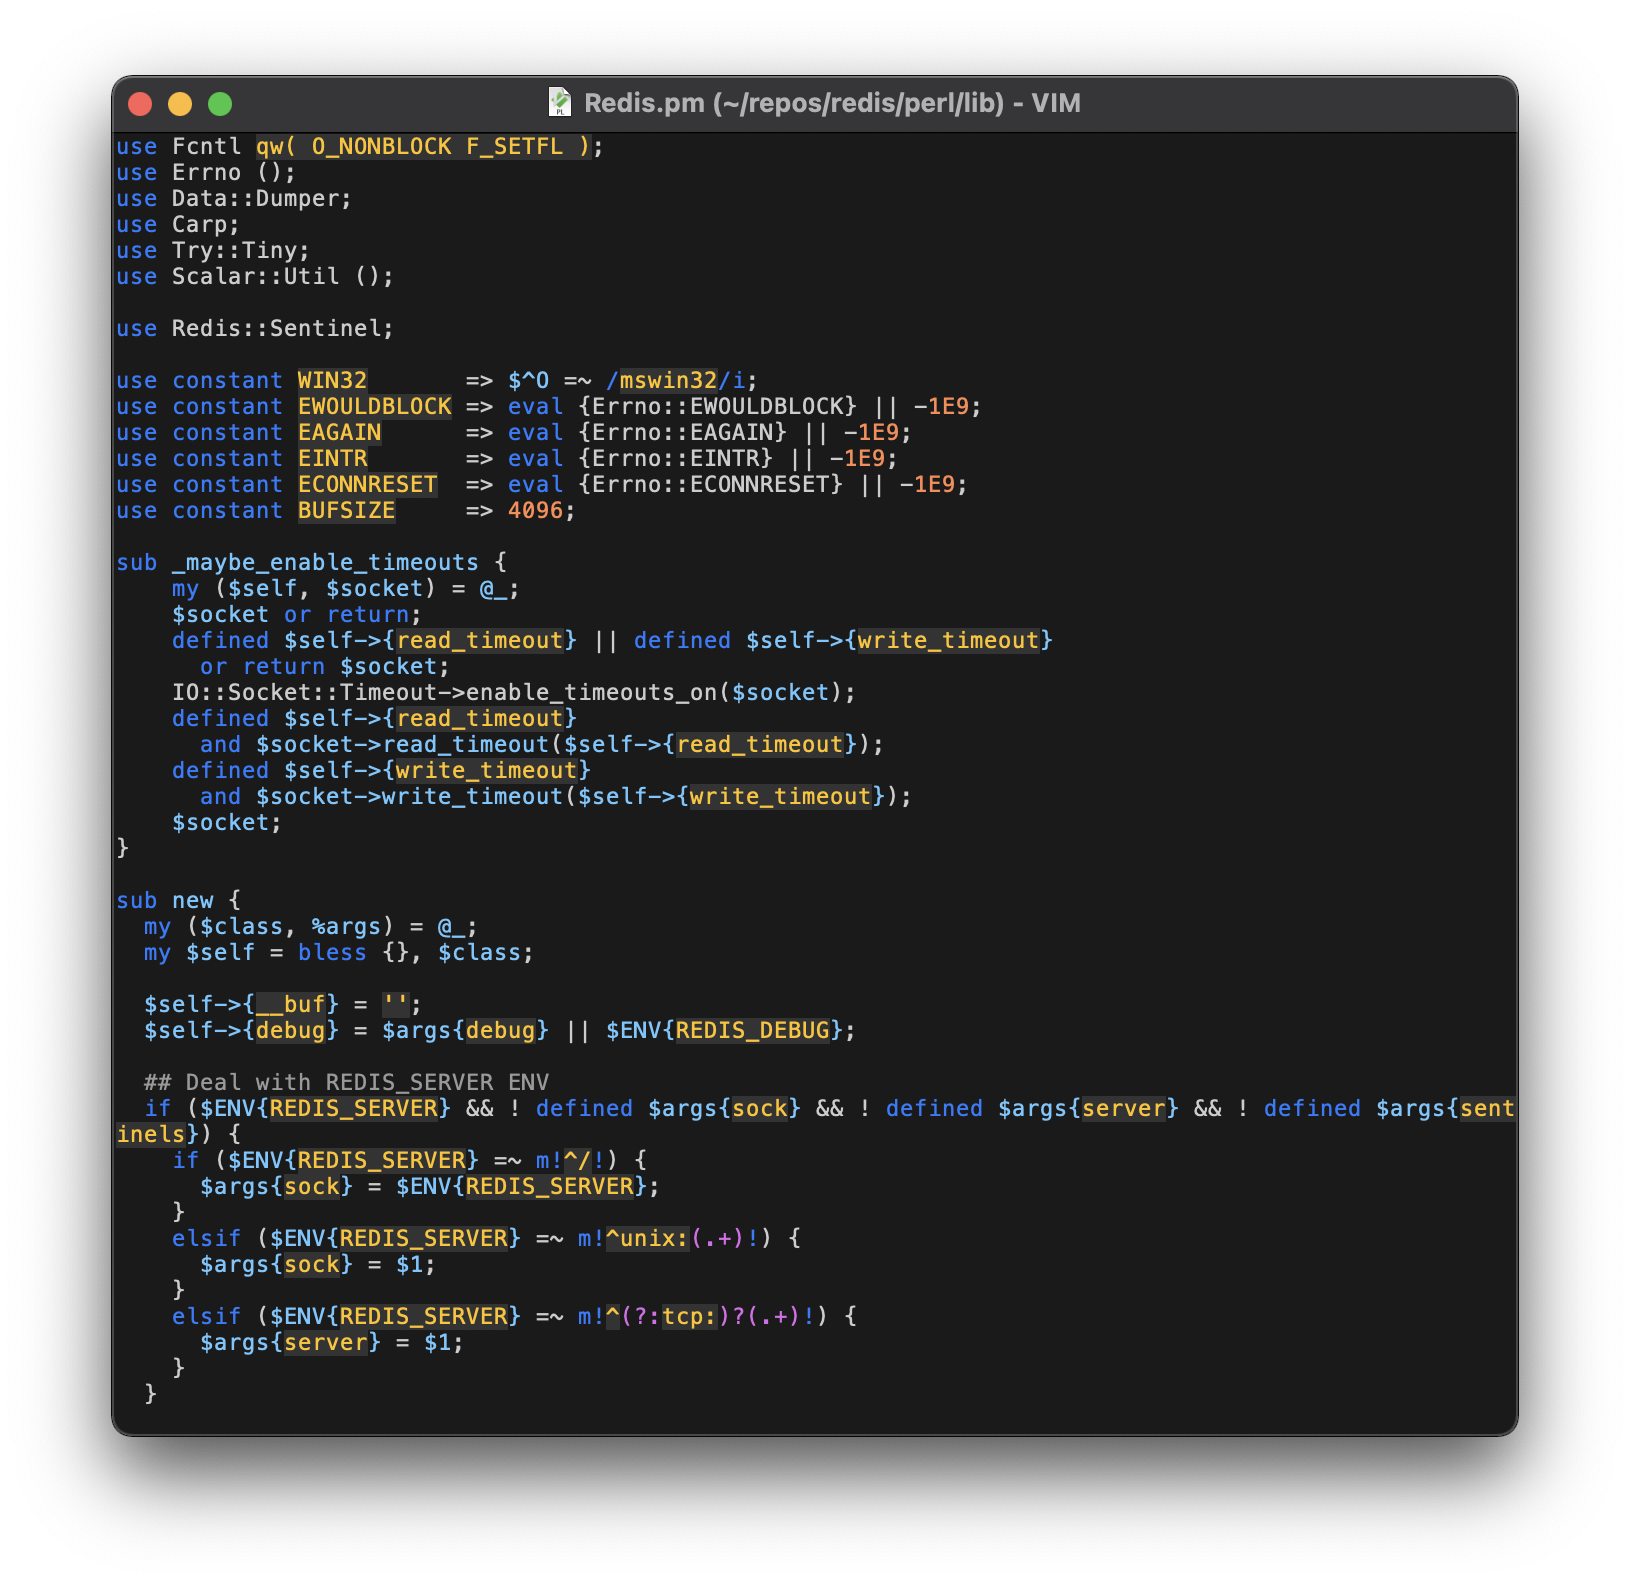 Redis.pm (~/repos/redis/perl/lib) - VIM
use Fcntl qw( O_NONBLOCK F_SETFL );
use Errno ();
use Data::Dumper;
use Carp;
use Try::Tiny;
use Scalar::Util ();

use Redis::Sentinel;

use constant WIN32       => $^O =~ /mswin32/i;
use constant EWOULDBLOCK => eval {Errno::EWOULDBLOCK} || -1E9;
use constant EAGAIN      => eval {Errno::EAGAIN} || -1E9;
use constant EINTR       => eval {Errno::EINTR} || -1E9;
use constant ECONNRESET  => eval {Errno::ECONNRESET} || -1E9;
use constant BUFSIZE     => 4096;

sub _maybe_enable_timeouts {
    my ($self, $socket) = @_;
    $socket or return;
    defined $self->{read_timeout} || defined $self->{write_timeout}
      or return $socket;
    IO::Socket::Timeout->enable_timeouts_on($socket);
    defined $self->{read_timeout}
      and $socket->read_timeout($self->{read_timeout});
    defined $self->{write_timeout}
      and $socket->write_timeout($self->{write_timeout});
    $socket;
}

sub new {
  my ($class, %args) = @_;
  my $self = bless {}, $class;

  $self->{__buf} = '';
  $self->{debug} = $args{debug} || $ENV{REDIS_DEBUG};

  ## Deal with REDIS_SERVER ENV
  if ($ENV{REDIS_SERVER} && ! defined $args{sock} && ! defined $args{server} && ! defined $args{sent
inels}) {
    if ($ENV{REDIS_SERVER} =~ m!^/!) {
      $args{sock} = $ENV{REDIS_SERVER};
    }
    elsif ($ENV{REDIS_SERVER} =~ m!^unix:(.+)!) {
      $args{sock} = $1;
    }
    elsif ($ENV{REDIS_SERVER} =~ m!^(?:tcp:)?(.+)!) {
      $args{server} = $1;
    }
  }